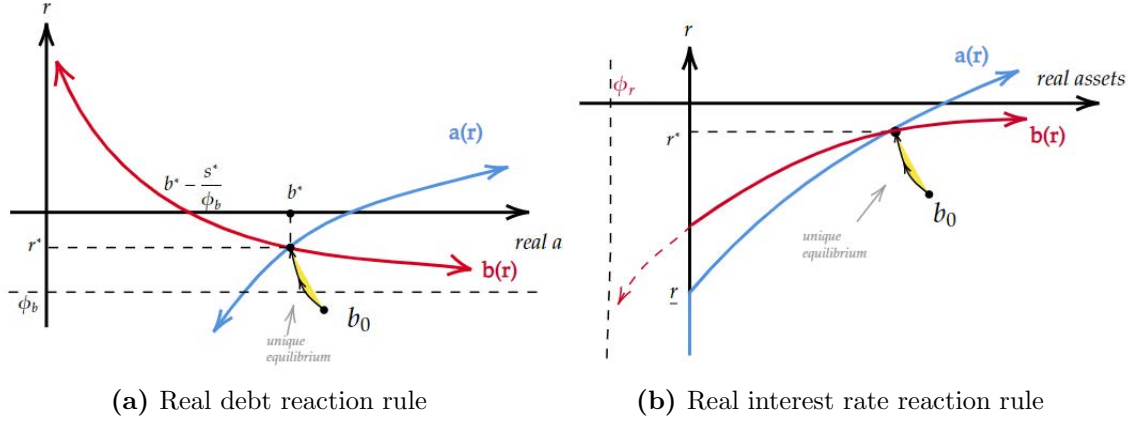 r
a(r)
b* - s*/ϕ_b
b*
real a
r*
b(r)
ϕ_b
b_0
unique
equilibrium
(a) Real debt reaction rule
r
a(r)
real assets
ϕ_r
r*
b(r)
b_0
unique
equilibrium
r
(b) Real interest rate reaction rule